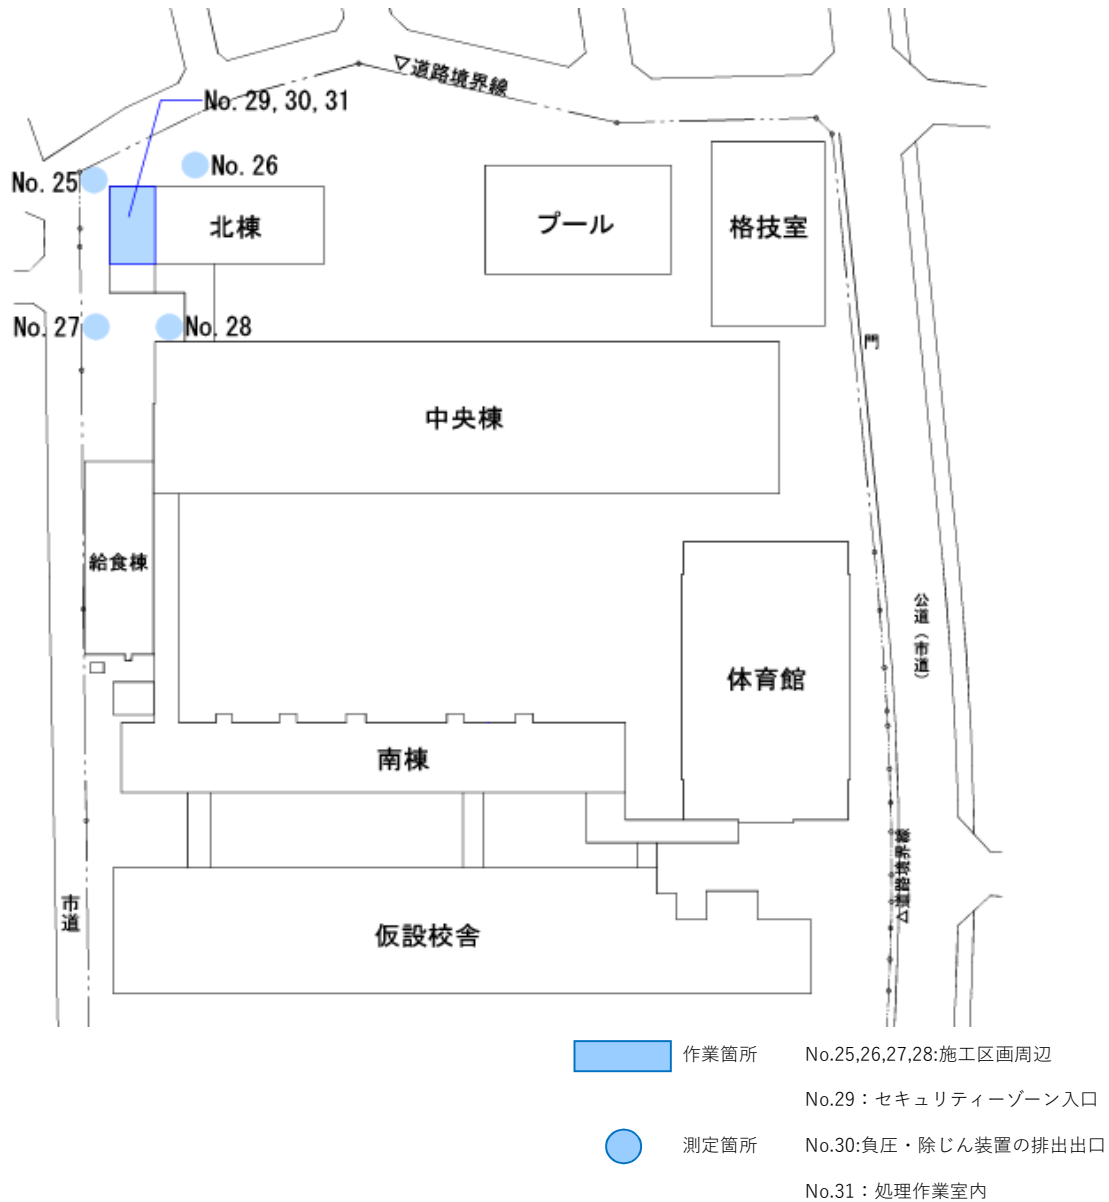 ▽道路境界線
No. 29, 30, 31
No. 25
No. 26
北棟
プール
格技室
No. 27
No. 28
門
中央棟
給食棟
公道（市道）
体育館
南棟
△道路境界線
市道
仮設校舎
作業箇所
No.25,26,27,28:施工区画周辺
No.29：セキュリティーゾーン入口
測定箇所
No.30:負圧・除じん装置の排出出口
No.31：処理作業室内